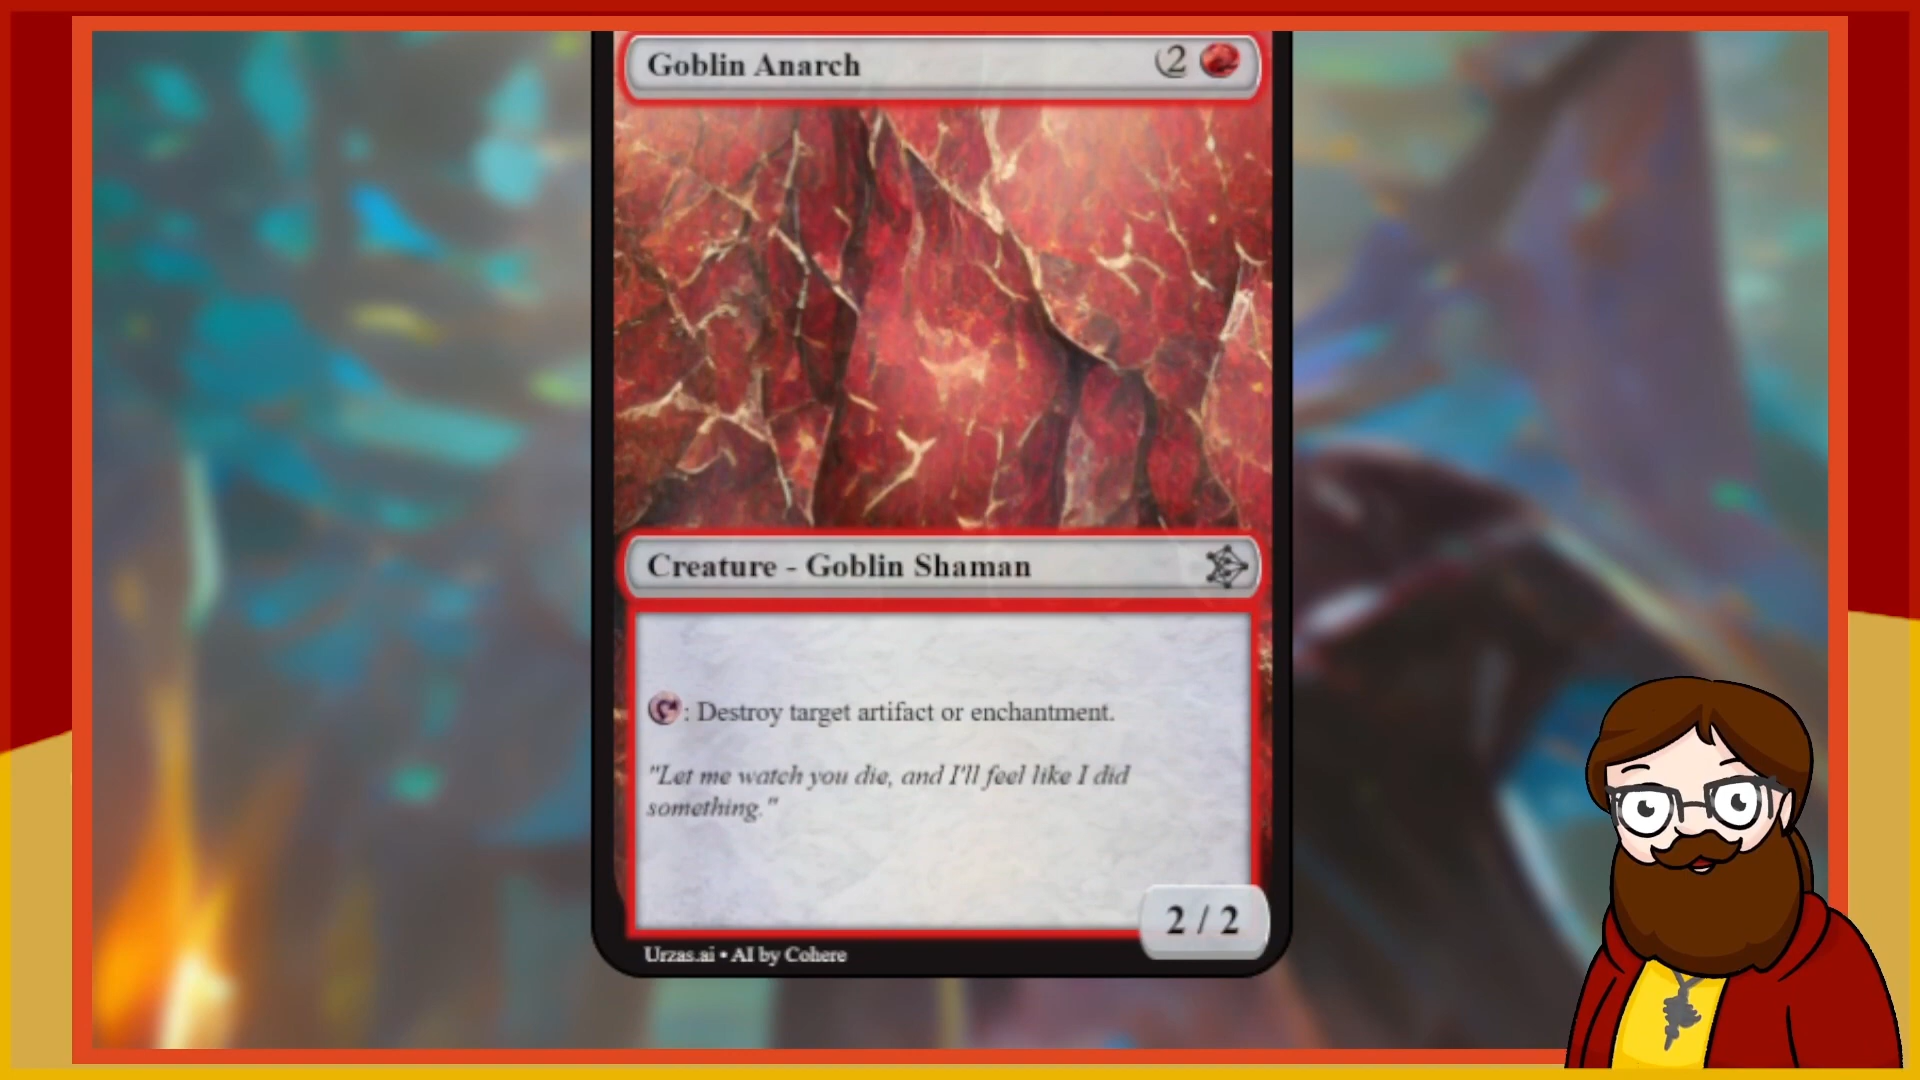 Goblin Anarch 2
Creature - Goblin Shaman
: Destroy target artifact or enchantment.
"Let me watch you die, and I'll feel like I did
something."
2 / 2
Urzas.ai • AI by Cohere